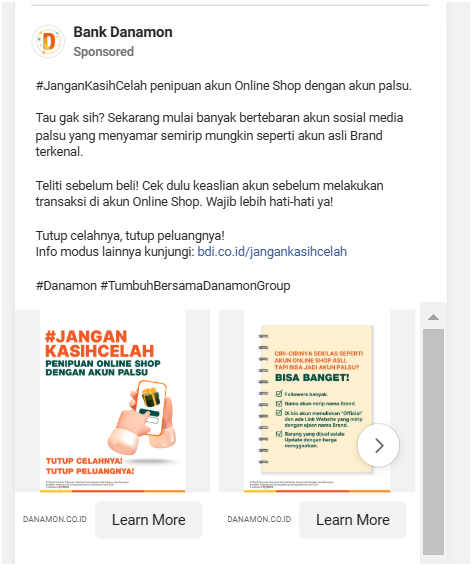 Bank Danamon
Sponsored
#JanganKasihCelah penipuan akun Online Shop dengan akun palsu.
Tau gak sih? Sekarang mulai banyak bertebaran akun sosial media
palsu yang menyamar semirip mungkin seperti akun asli Brand
terkenal.
Teliti sebelum beli! Cek dulu keaslian akun sebelum melakukan
transaksi di akun Online Shop. Wajib lebih hati-hati ya!
Tutup celahnya, tutup peluangnya!
Info modus lainnya kunjungi: bdi.co.id/jangankasihcelah
#Danamon #TumbuhBersamaDanamonGroup
#JANGAN
KASIHCELAH
PENIPUAN ONLINE SHOP
DENGAN AKUN PALSU
TUTUP CELAHNYA!
TUTUP PELUANGNYA!
CIRI-CIRINYA SEKILAS SEPERTI
AKUN ONLINE SHOP ASLI,
TAPI BISA JADI AKUN PALSU?
BISA BANGET!
Followers banyak.
Nama akun mirip nama Brand.
Di bio akun menuliskan "Official"
dan ada Link Website yang mirip
dengan ejaan nama Brand.
Barang yang dijual selalu
Update dengan harga
menggiurkan.
DANAMON.CO.ID
Learn More
DANAMON.CO.ID
Learn More